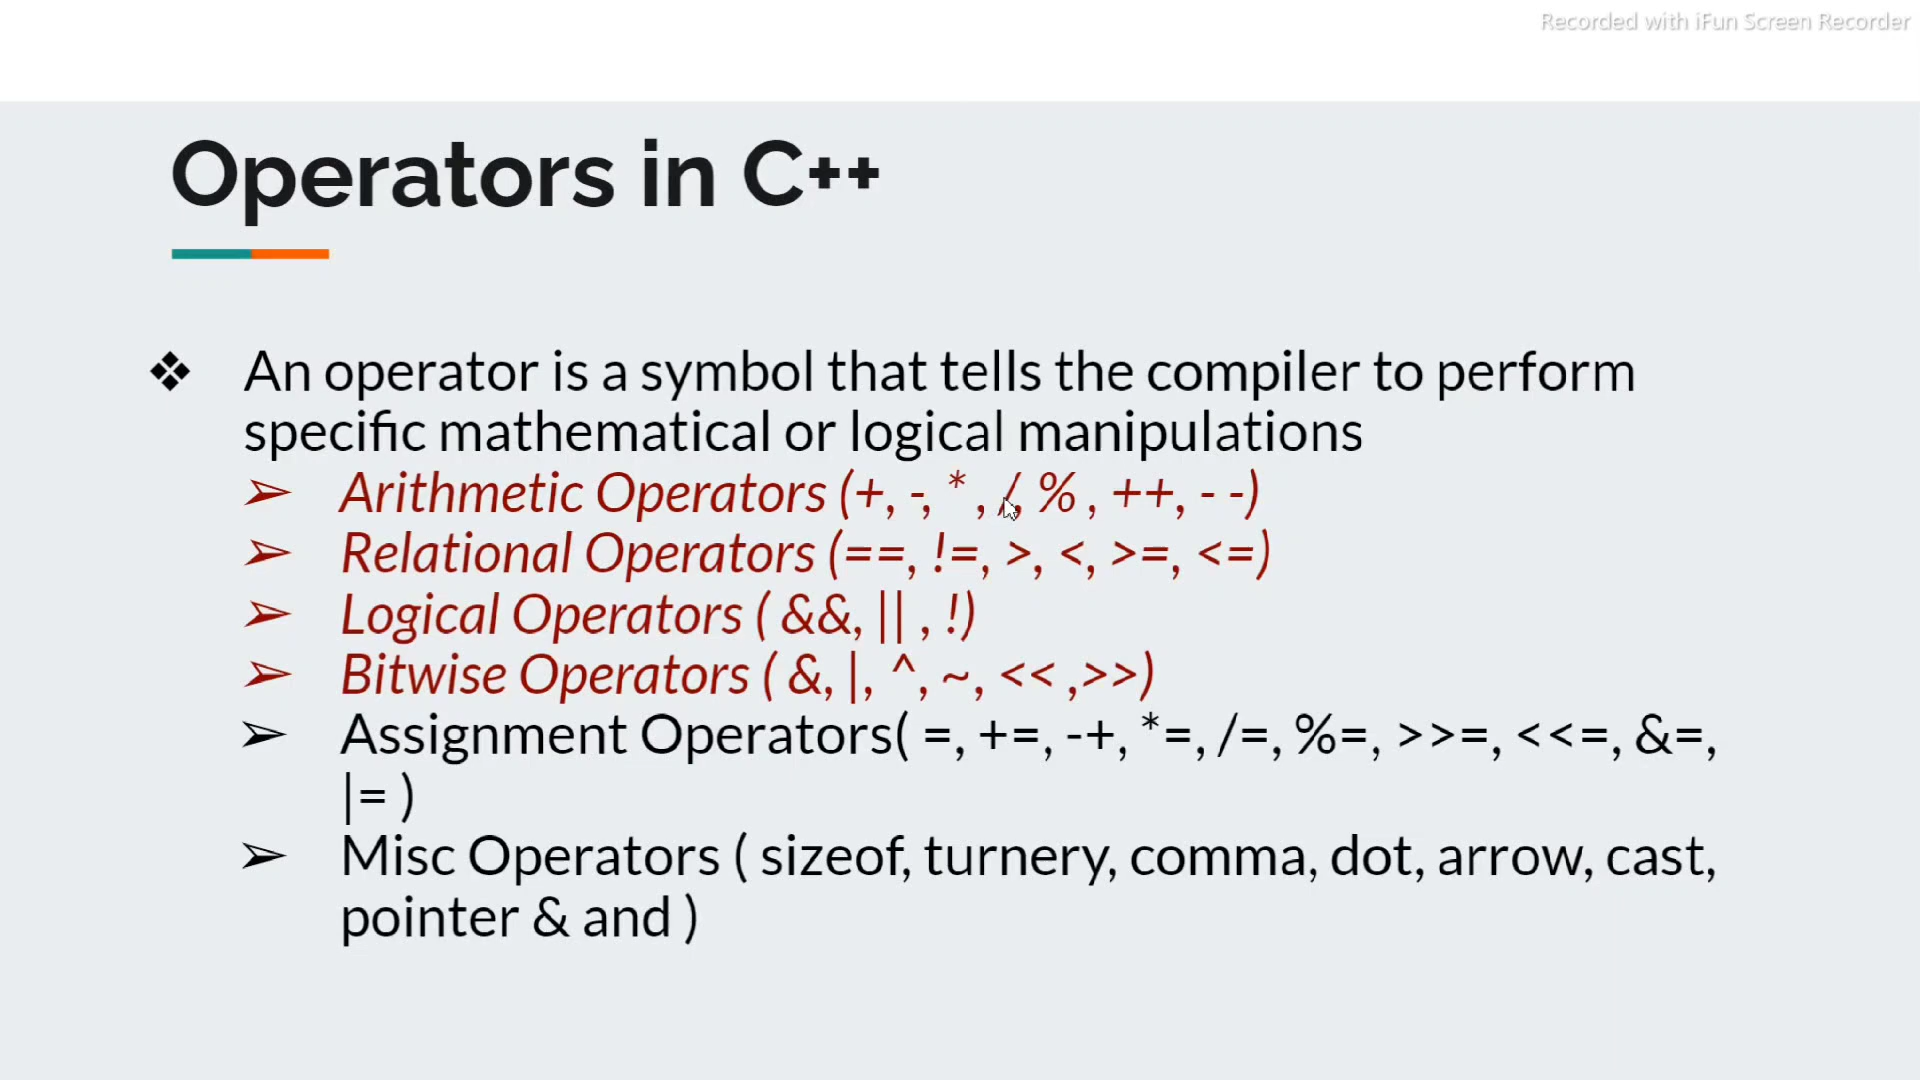 Recorded with iFun Screen Recorder
Operators in C++
❖ An operator is a symbol that tells the compiler to perform
specific mathematical or logical manipulations
➢ Arithmetic Operators (+, -, * , /, % , ++, - -)
➢ Relational Operators (==, !=, >, <, >=, <=)
➢ Logical Operators ( &&, || , !)
➢ Bitwise Operators ( &, |, ^, ~, << ,>>)
➢ Assignment Operators( =, +=, -+, *=, /=, %=, >>=, <<=, &=,
|= )
➢ Misc Operators ( sizeof, turnery, comma, dot, arrow, cast,
pointer & and )